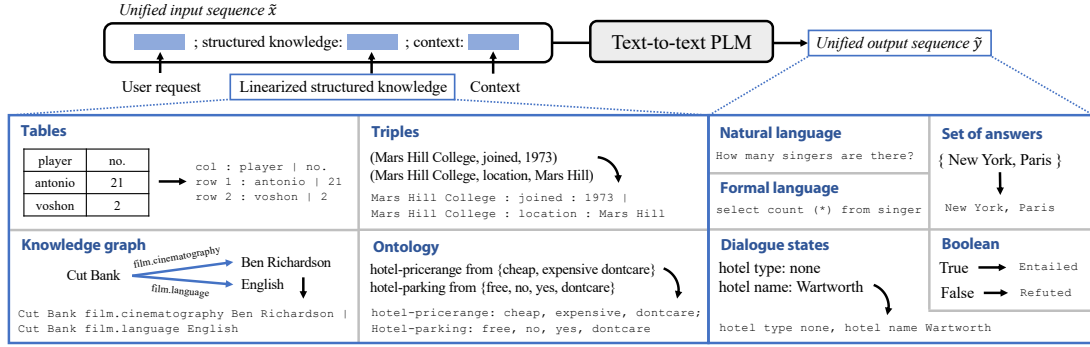 Unified input sequence x̃
; structured knowledge: ; context:
Text-to-text PLM
Unified output sequence ỹ
User request
Linearized structured knowledge
Context
Tables
player no.
antonio 21
voshon 2
col : player | no.
row 1 : antonio | 21
row 2 : voshon | 2
Triples
(Mars Hill College, joined, 1973)
(Mars Hill College, location, Mars Hill)
Mars Hill College : joined : 1973 |
Mars Hill College : location : Mars Hill
Knowledge graph
film.cinematography
Cut Bank
Ben Richardson
film.language
English
Cut Bank film.cinematography Ben Richardson |
Cut Bank film.language English
Ontology
hotel-pricerange from {cheap, expensive dontcare}
hotel-parking from {free, no, yes, dontcare}
hotel-pricerange: cheap, expensive, dontcare;
Hotel-parking: free, no, yes, dontcare
Natural language
How many singers are there?
Formal language
select count (*) from singer
Set of answers
{ New York, Paris }
New York, Paris
Dialogue states
hotel type: none
hotel name: Wartworth
hotel type none, hotel name Wartworth
Boolean
True Entailed
False Refuted